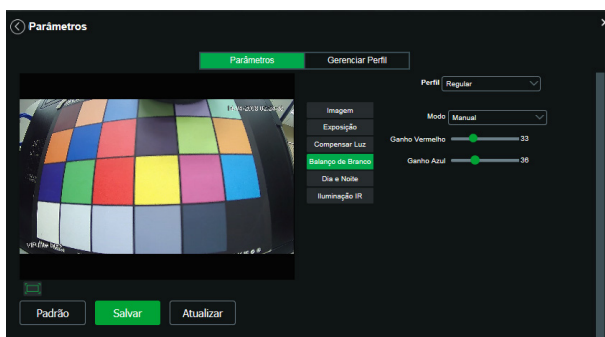 Parâmetros
Parâmetros
Gerenciar Perfil
Perfil Regular
Imagem
Modo Manual
Exposição
Compensar Luz
Ganho Vermelho 33
Balanço de Branco
Ganho Azul 36
Dia e Noite
Iluminação IR
Padrão
Salvar
Atualizar